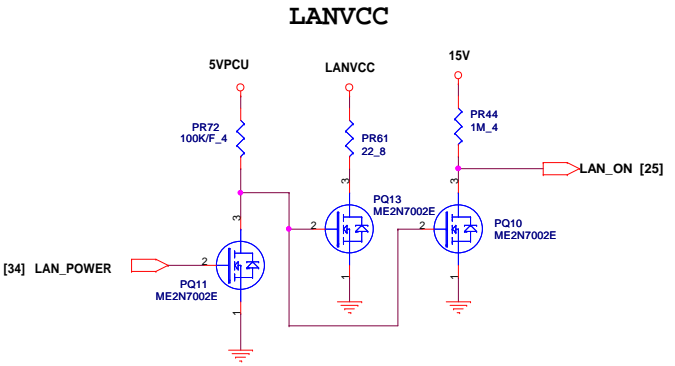 LANVCC
5VPCU
LANVCC
15V
PR72
100K/F_4
PR61
22_8
PR44
1M_4
LAN_ON [25]
3
3
3
PQ13
ME2N7002E
PQ10
ME2N7002E
2
2
2
[34] LAN_POWER
PQ11
ME2N7002E
1
1
1